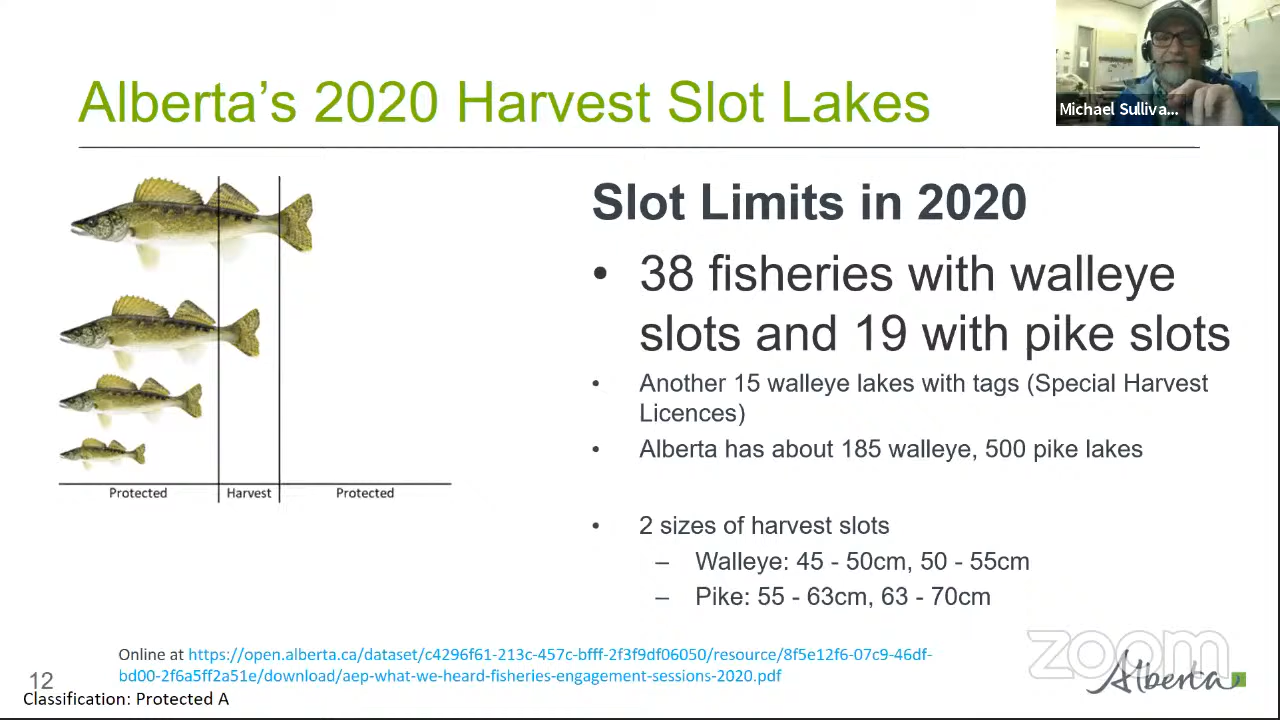 Alberta's 2020 Harvest Slot Lakes
Michael Sulliva...
Slot Limits in 2020
• 38 fisheries with walleye
slots and 19 with pike slots
• Another 15 walleye lakes with tags (Special Harvest
Licences)
• Alberta has about 185 walleye, 500 pike lakes
• 2 sizes of harvest slots
– Walleye: 45 - 50cm, 50 - 55cm
– Pike: 55 - 63cm, 63 - 70cm
Protected
Harvest
Protected
Online at https://open.alberta.ca/dataset/c4296f61-213c-457c-bfff-2f3f9df06050/resource/8f5e12f6-07c9-46df-
bd00-2f6a5ff2a51e/download/aep-what-we-heard-fisheries-engagement-sessions-2020.pdf
12
Classification: Protected A
zoom
Alberta